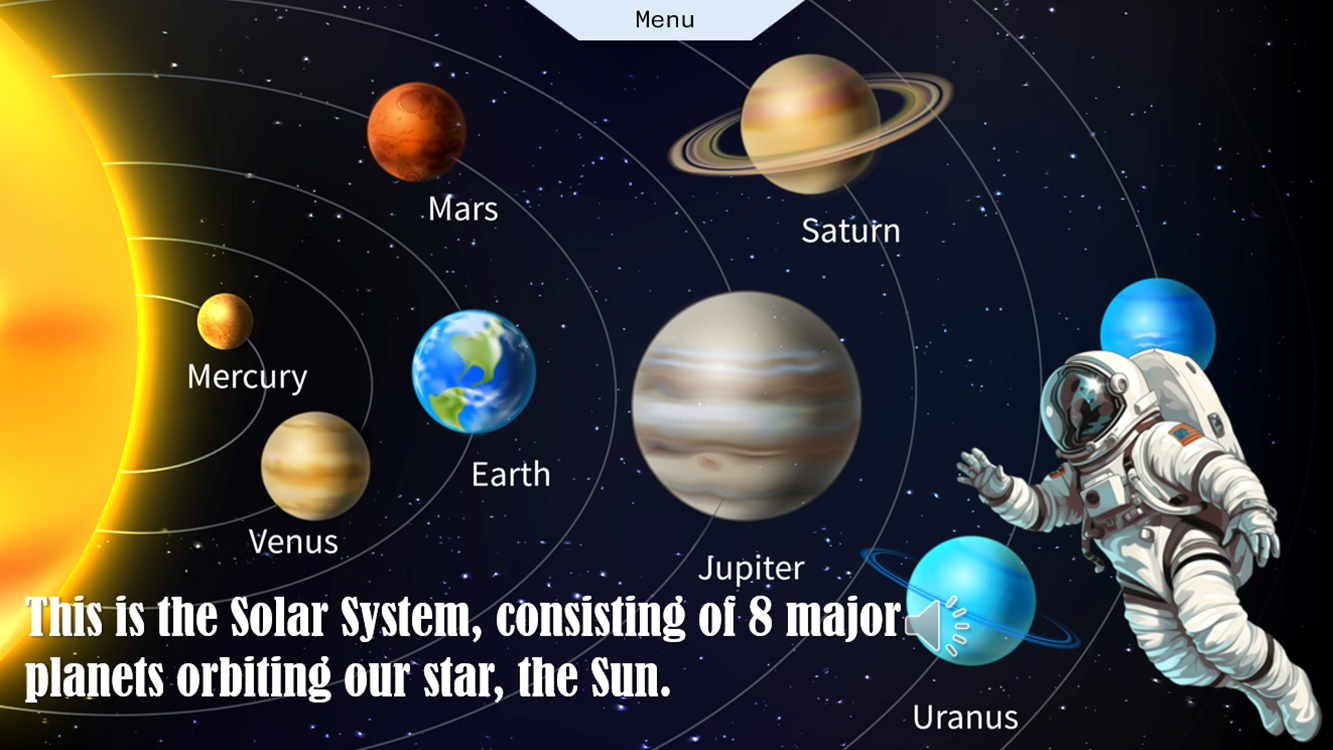 Menu
Mars
Saturn
Mercury
Earth
Venus
Jupiter
This is the Solar System, consisting of 8 major
planets orbiting our star, the Sun.
Uranus